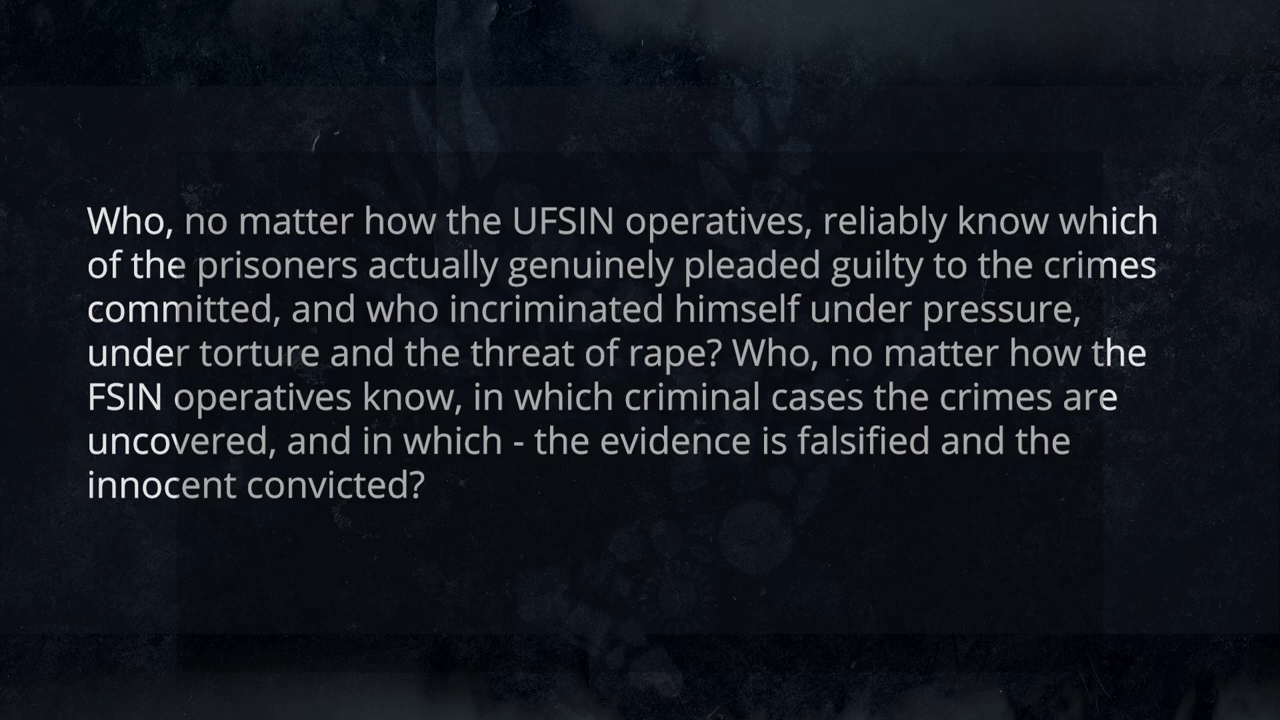 Who, no matter how the UFSIN operatives, reliably know which
of the prisoners actually genuinely pleaded guilty to the crimes
committed, and who incriminated himself under pressure,
under torture and the threat of rape? Who, no matter how the
FSIN operatives know, in which criminal cases the crimes are
uncovered, and in which - the evidence is falsified and the
innocent convicted?